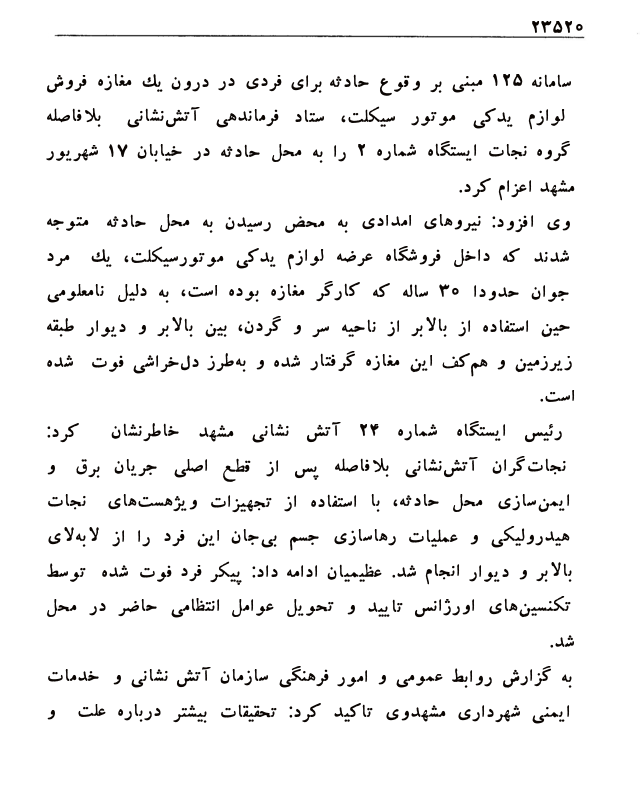 ۲۳۵۲۰
سامانه ۱۲۵ مبنی بر وقوع حادثه برای فردی در درون یك مغازه فروش
لوازم یدکی موتور سیکلت، ستاد فرماندهی آتش‌نشانی بلافاصله
گروه نجات ایستگاه شماره ۲ را به محل حادثه در خیابان ۱۷ شهریور
مشهد اعزام کرد.
وی افزود: نیروهای امدادی به محض رسیدن به محل حادثه متوجه
شدند که داخل فروشگاه عرضه لوازم یدکی موتورسیکلت، یك مرد
جوان حدودا ۳۰ ساله که کارگر مغازه بوده است، به دلیل نامعلومی
حین استفاده از بالابر از ناحیه سر و گردن، بین بالابر و دیوار طبقه
زیرزمین و هم‌کف این مغازه گرفتار شده و به‌طرز دل‌خراشی فوت شده
است.
رئیس ایستگاه شماره ۲۴ آتش نشانی مشهد خاطرنشان کرد:
نجات‌گران آتش‌نشانی بلافاصله پس از قطع اصلی جریان برق و
ایمن‌سازی محل حادثه، با استفاده از تجهیزات ویژهست‌های نجات
هیدرولیکی و عملیات رهاسازی جسم بی‌جان این فرد را از لابه‌لای
بالابر و دیوار انجام شد. عظیمیان ادامه داد: پیکر فرد فوت شده توسط
تکنسین‌های اورژانس تایید و تحویل عوامل انتظامی حاضر در محل
شد.
به گزارش روابط عمومی و امور فرهنگی سازمان آتش نشانی و خدمات
ایمنی شهرداری مشهدوی تاکید کرد: تحقیقات بیشتر درباره علت و